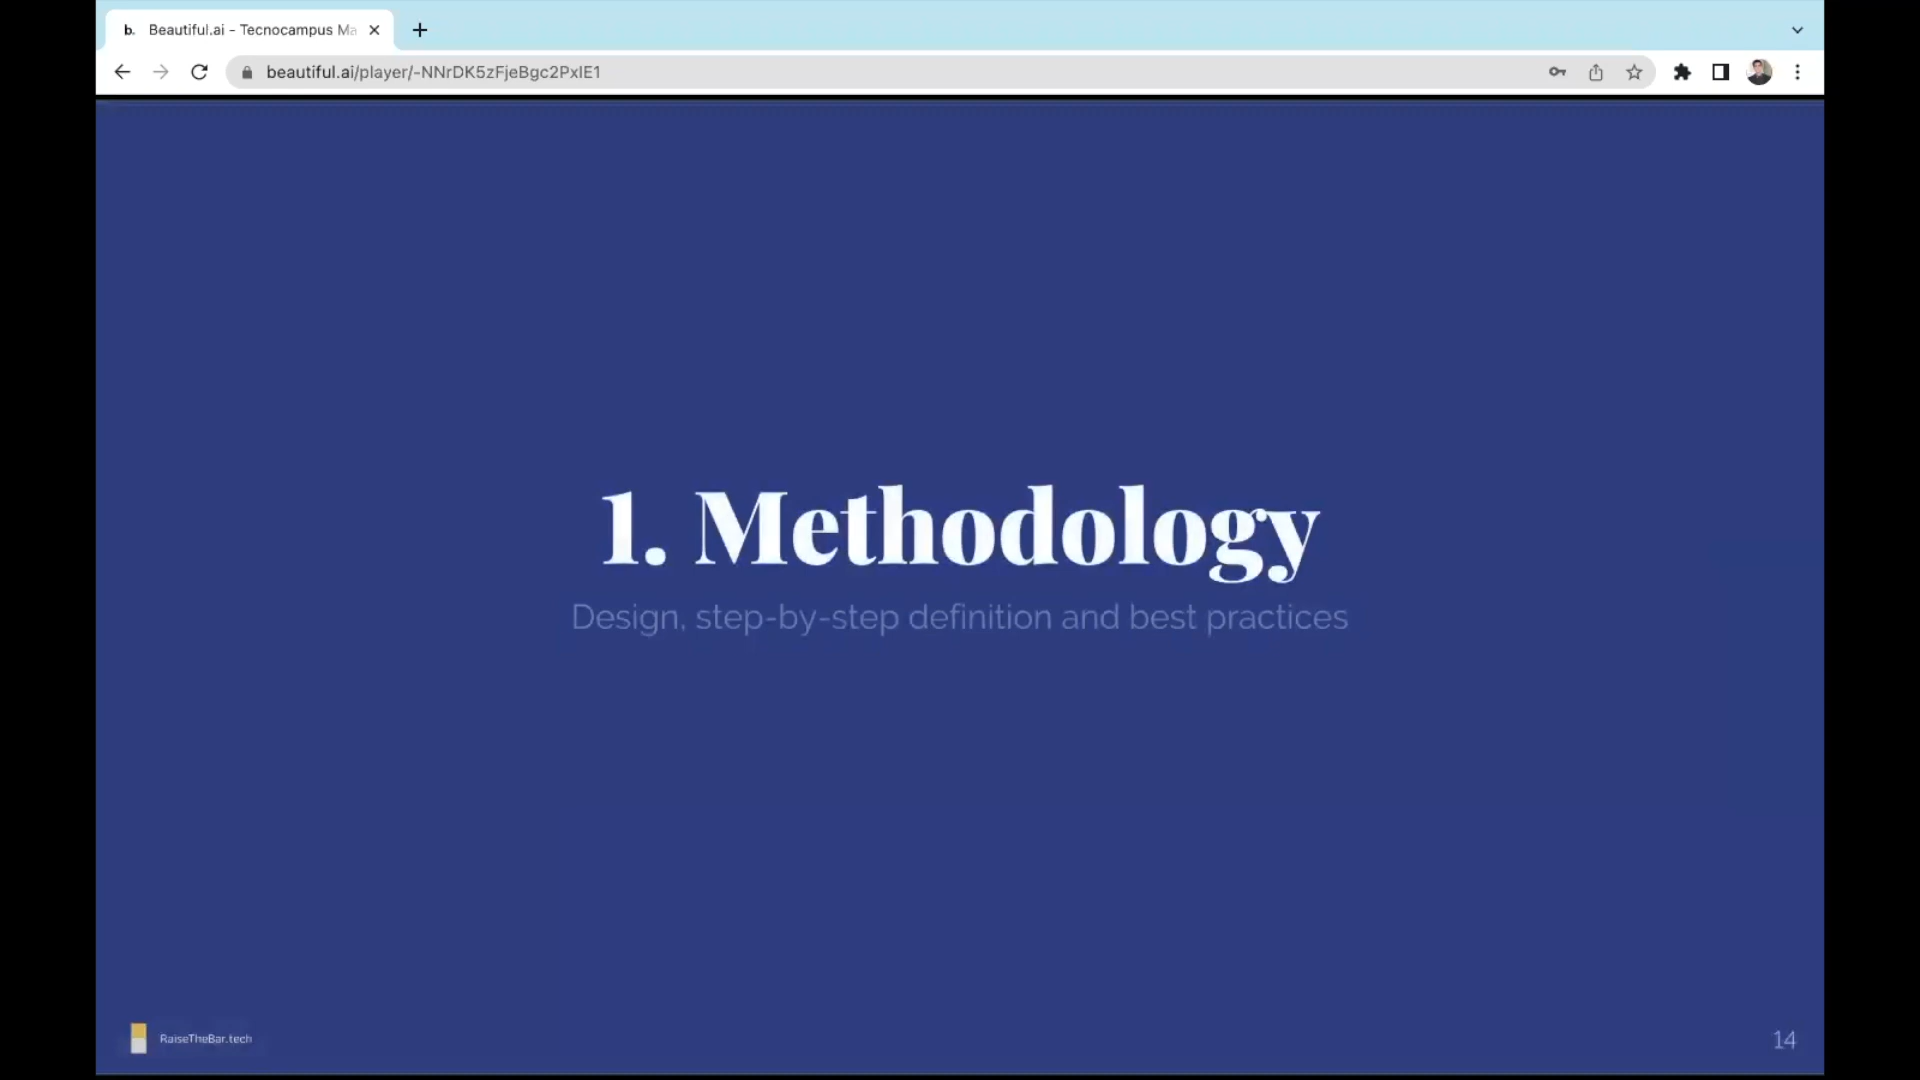 b. Beautiful.ai - Tecnocampus Ma
beautiful.ai/player/-NNrDK5zFjeBgc2PxIE1
1. Methodology
Design, step-by-step definition and best practices
RaiseTheBar.tech
14